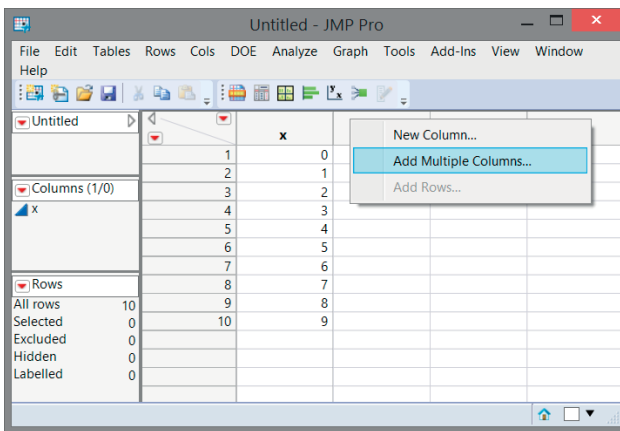 Untitled - JMP Pro
File Edit Tables Rows Cols DOE Analyze Graph Tools Add-Ins View Window
Help
Untitled
Columns (1/0)
x
Rows
All rows 10
Selected 0
Excluded 0
Hidden 0
Labelled 0
x
1 0
2 1
3 2
4 3
5 4
6 5
7 6
8 7
9 8
10 9
New Column...
Add Multiple Columns...
Add Rows...